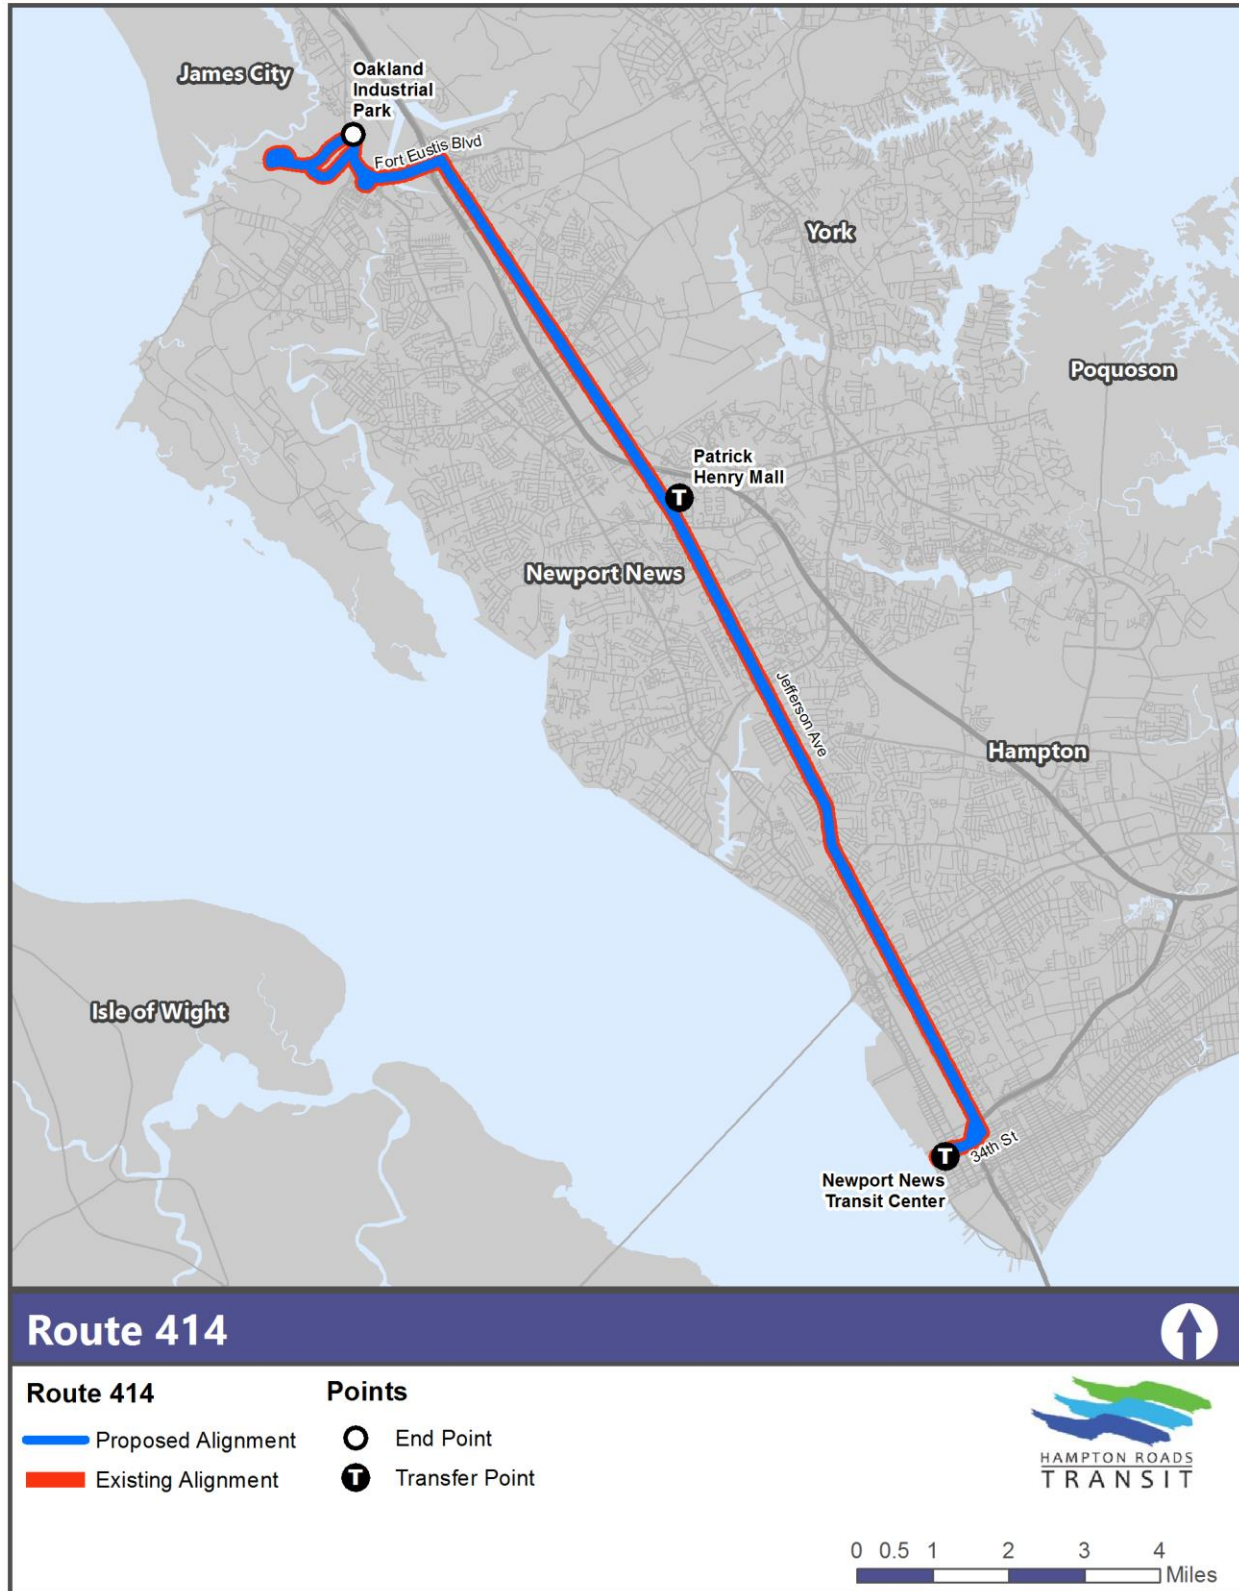 James City
Oakland
Industrial
Park
Fort Eustis Blvd
York
Poquoson
Patrick
Henry Mall
T
Newport News
Jefferson Ave
Hampton
Isle of Wight
34th St
T
Newport News
Transit Center
Route 414
Route 414
Points
Proposed Alignment
End Point
Existing Alignment
T
Transfer Point
HAMPTON ROADS
TRANSIT
0 0.5 1 2 3 4
Miles